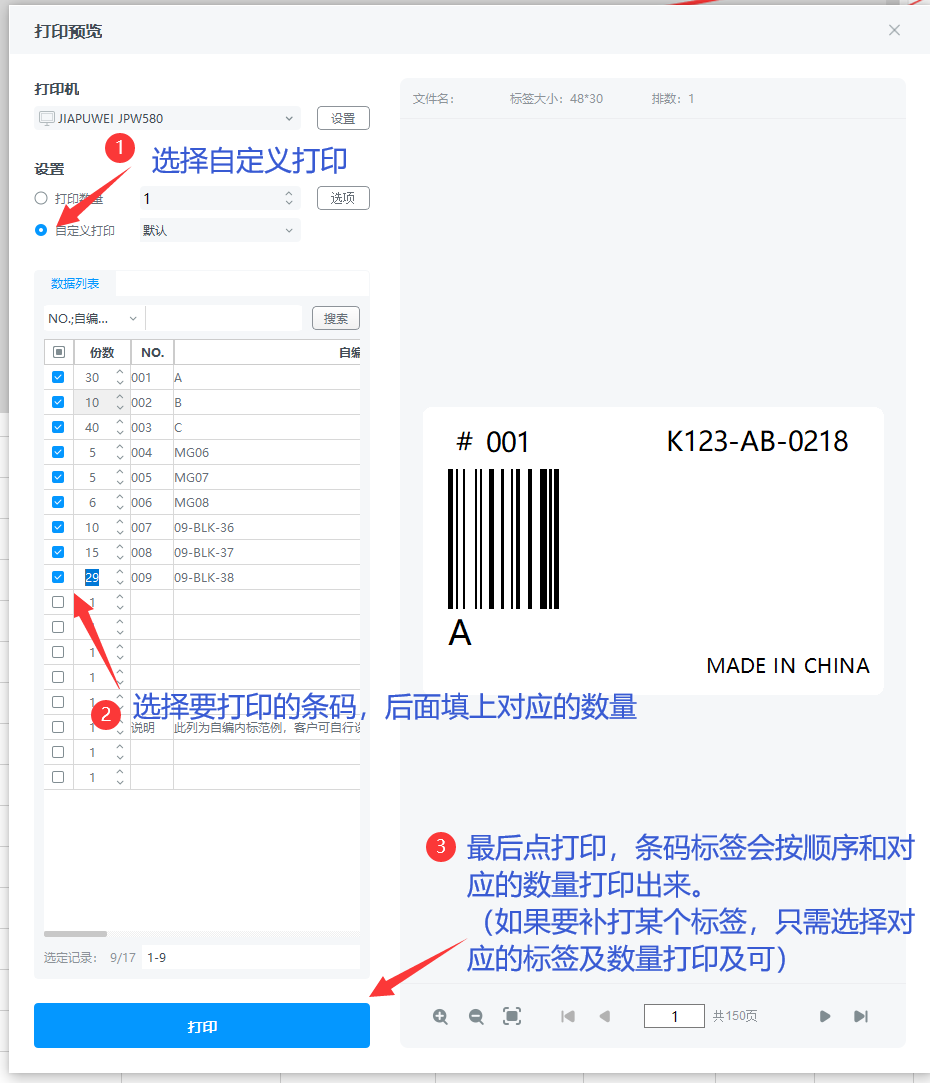 打印预览
打印机
JIAPUWEI JPW580
设置
1
选择自定义打印
设置
打印数量
1
选项
自定义打印
默认
数据列表
NO.;自编...
搜索
份数 NO. 自编
30 001 A
10 002 B
40 003 C
5 004 MG06
5 005 MG07
6 006 MG08
10 007 09-BLK-36
15 008 09-BLK-37
29 009 09-BLK-38
1
1
1
2
选择要打印的条码，后面填上对应的数量
1
1 说明 此列为自编内标范例，客户可自行设
1
1
选定记录： 9/17 1-9
打印
文件名： 标签大小：48*30 排数：1
# 001
K123-AB-0218
A
MADE IN CHINA
3
最后点打印，条码标签会按顺序和对
应的数量打印出来。
（如果要补打某个标签，只需选择对
应的标签及数量打印及可）
1
共150页